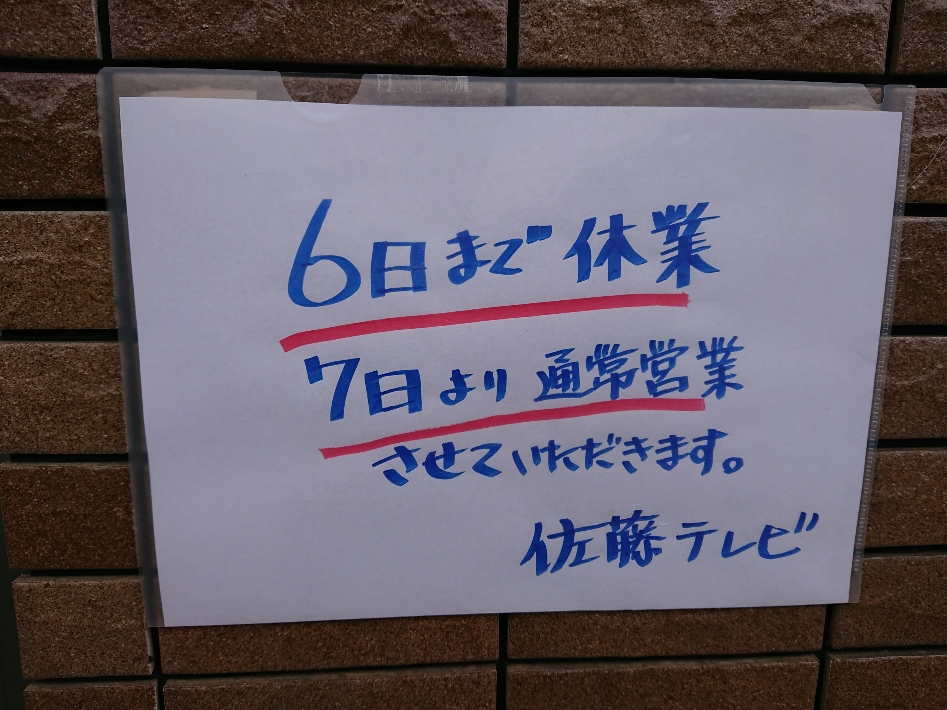 6日まで休業
7日より通常営業
させていただきます。
佐藤テレビ